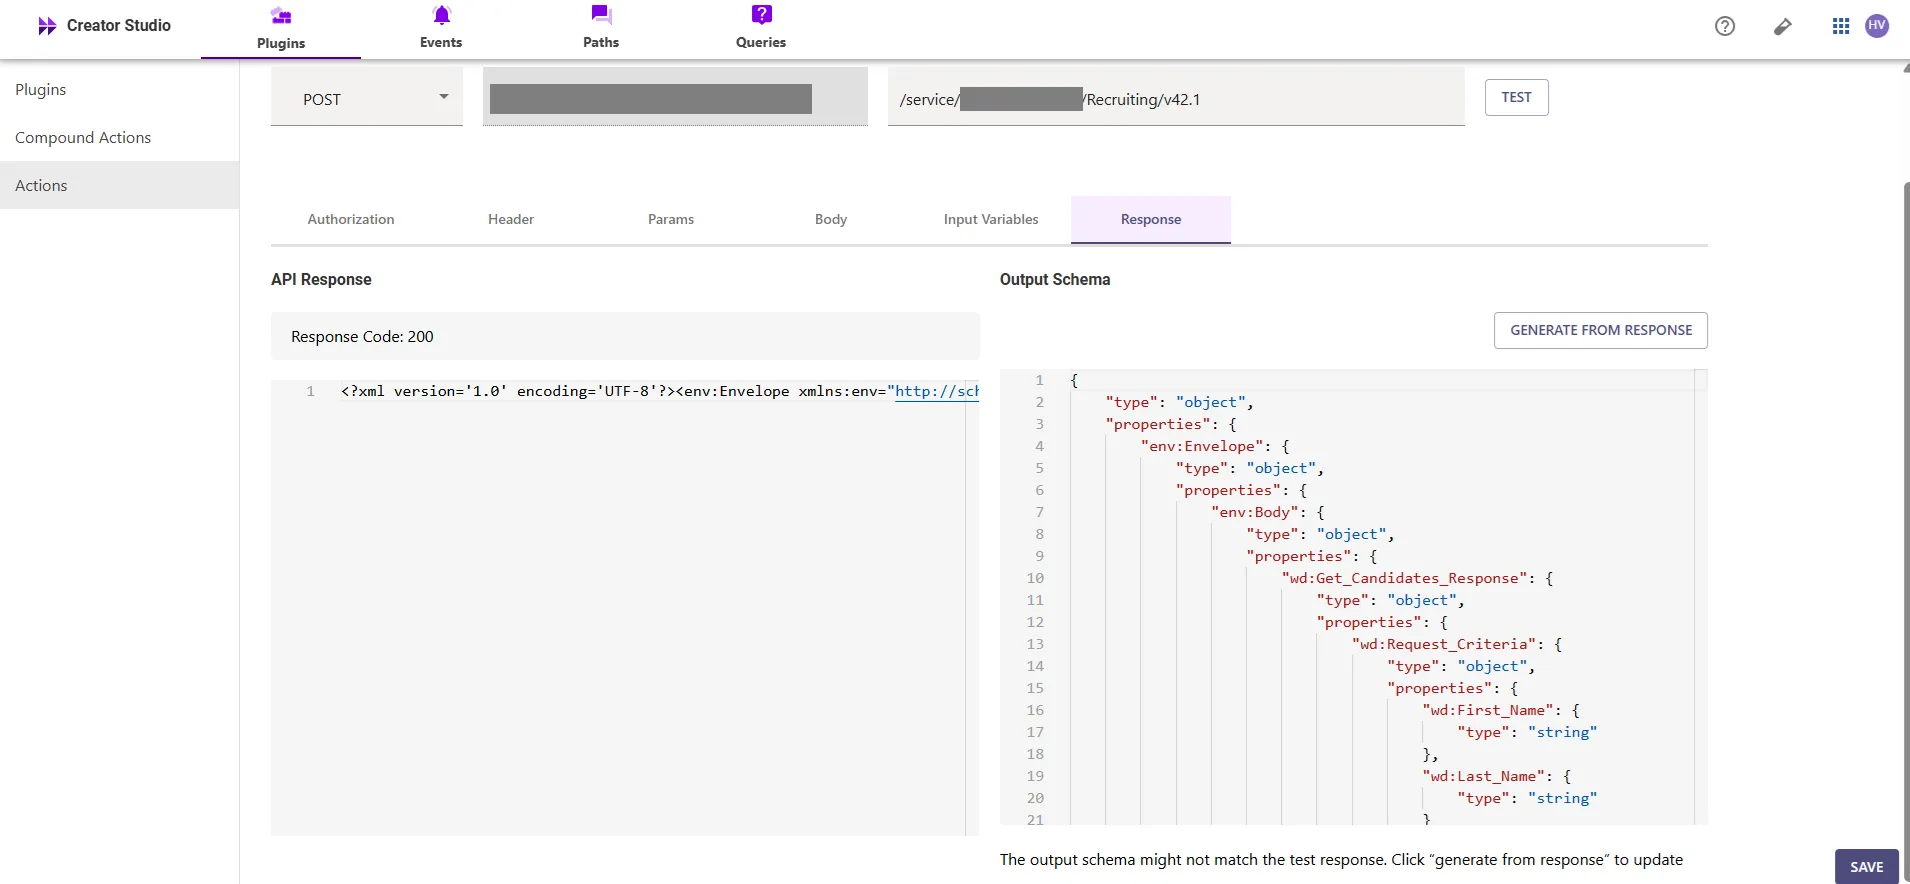 Creator Studio
Plugins
Events
Paths
Queries
HV
Plugins
Compound Actions
Actions
POST
/service/ /Recruiting/v42.1
TEST
Authorization
Header
Params
Body
Input Variables
Response
API Response
Response Code: 200
1 <?xml version='1.0' encoding='UTF-8'?><env:Envelope xmlns:env="http://sch
Output Schema
GENERATE FROM RESPONSE
1 {
2 "type": "object",
3 "properties": {
4 "env:Envelope": {
5 "type": "object",
6 "properties": {
7 "env:Body": {
8 "type": "object",
9 "properties": {
10 "wd:Get_Candidates_Response": {
11 "type": "object",
12 "properties": {
13 "wd:Request_Criteria": {
14 "type": "object",
15 "properties": {
16 "wd:First_Name": {
17 "type": "string"
18 },
19 "wd:Last_Name": {
20 "type": "string"
21 }
The output schema might not match the test response. Click “generate from response” to update
SAVE